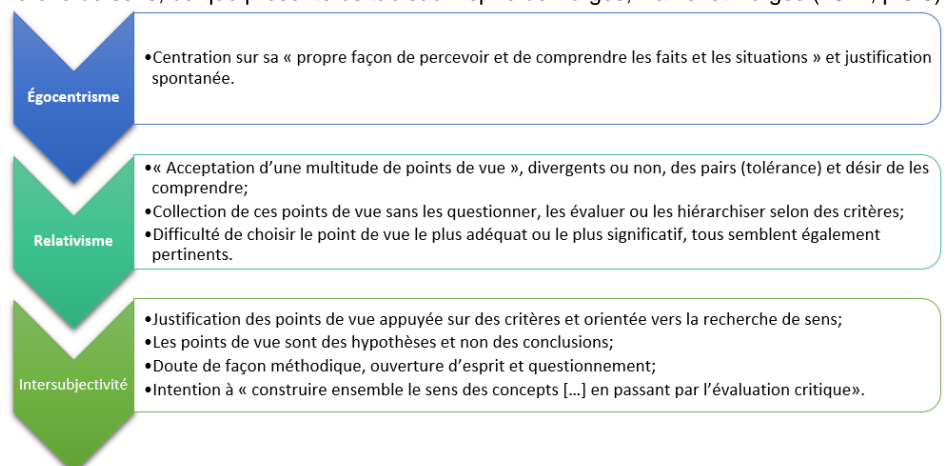 Égocentrisme
•Centration sur sa « propre façon de percevoir et de comprendre les faits et les situations » et justification
spontanée.
Relativisme
•« Acceptation d’une multitude de points de vue », divergents ou non, des pairs (tolérance) et désir de les
comprendre;
•Collection de ces points de vue sans les questionner, les évaluer ou les hiérarchiser selon des critères;
•Difficulté de choisir le point de vue le plus adéquat ou le plus significatif, tous semblent également
pertinents.
Intersubjectivité
•Justification des points de vue appuyée sur des critères et orientée vers la recherche de sens;
•Les points de vue sont des hypothèses et non des conclusions;
•Doute de façon méthodique, ouverture d’esprit et questionnement;
•Intention à « construire ensemble le sens des concepts […] en passant par l’évaluation critique».